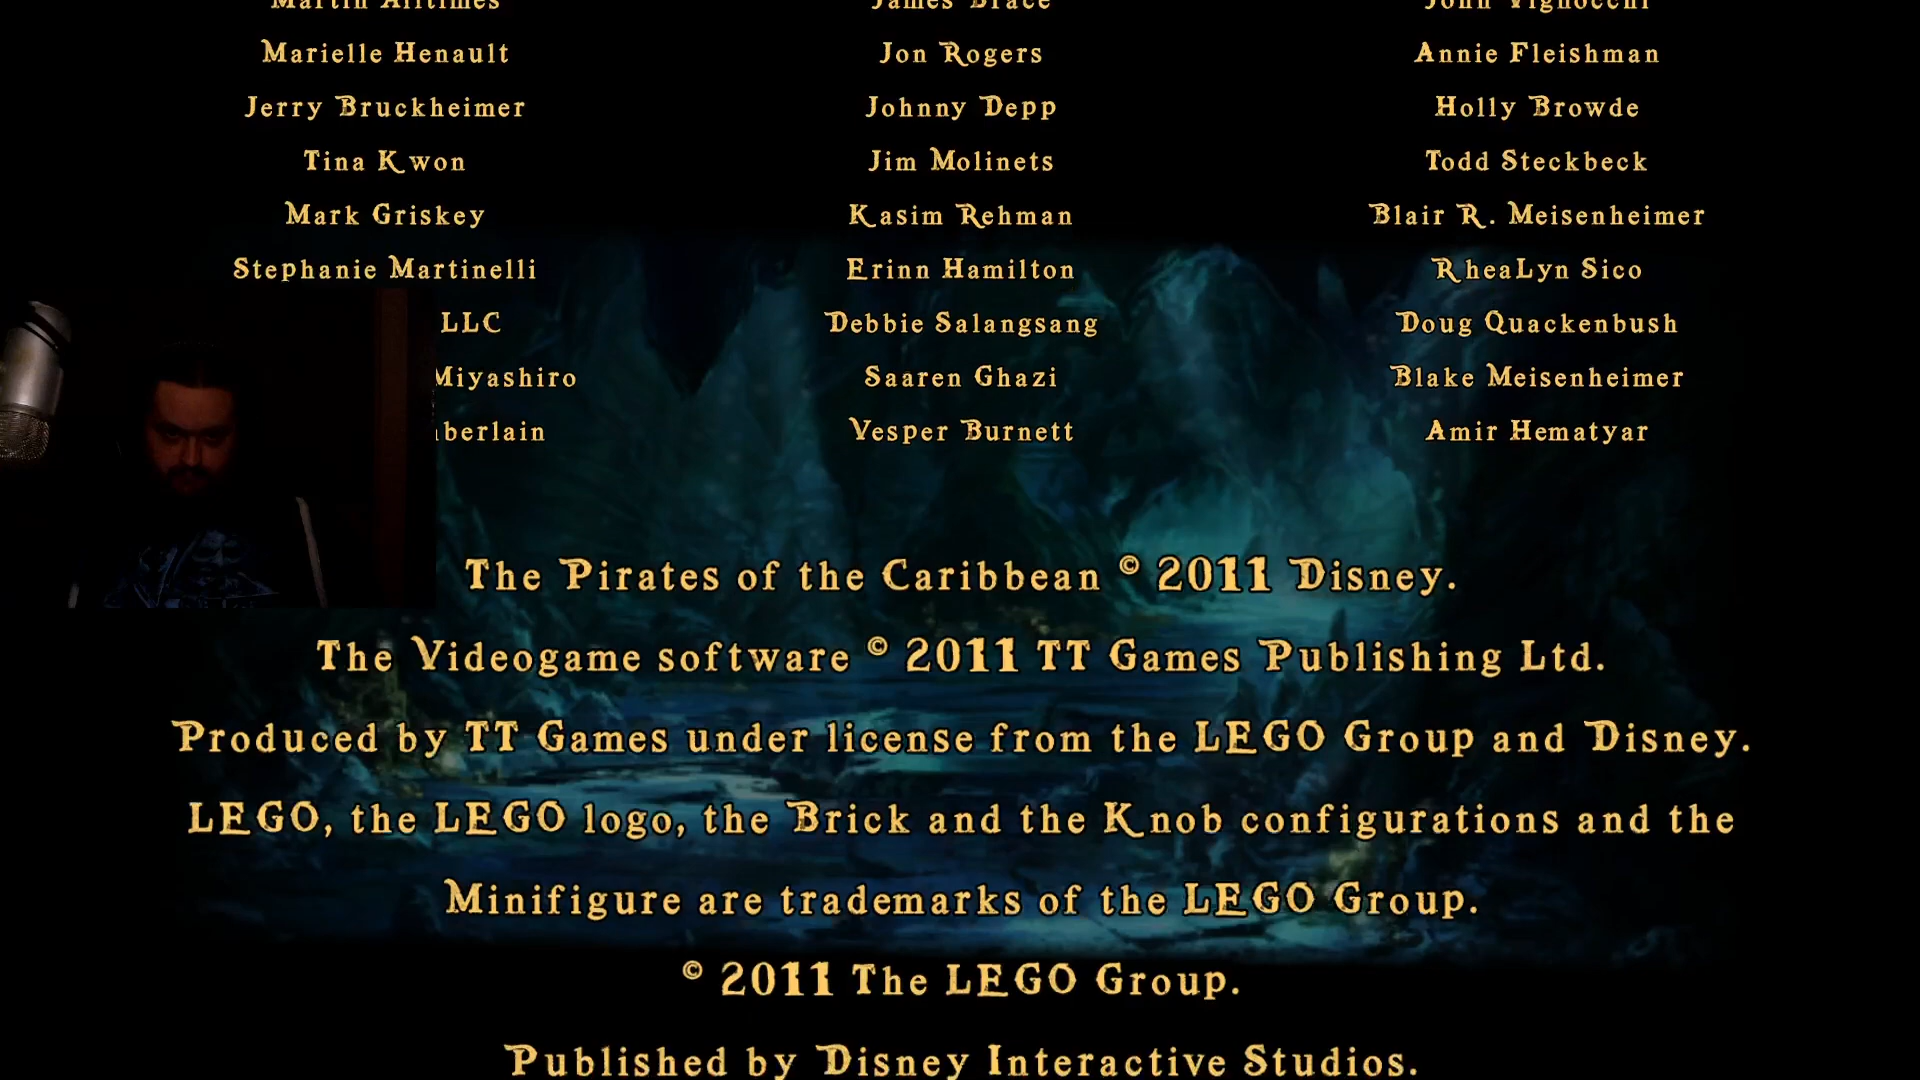 Marielle Henault Jon Rogers Annie Fleishman
Jerry Bruckheimer Johnny Depp Holly Browde
Tina Kwon Jim Molinets Todd Steckbeck
Mark Griskey Kasim Rehman Blair R. Meisenheimer
Stephanie Martinelli Erinn Hamilton RheaLyn Sico
LLC Debbie Salangsang Doug Quackenbush
Miyashiro Saaren Ghazi Blake Meisenheimer
berlain Vesper Burnett Amir Hematyar
The Pirates of the Caribbean © 2011 Disney.
The Videogame software © 2011 TT Games Publishing Ltd.
Produced by TT Games under license from the LEGO Group and Disney.
LEGO, the LEGO logo, the Brick and the Knob configurations and the
Minifigure are trademarks of the LEGO Group.
© 2011 The LEGO Group.
Published by Disney Interactive Studios.